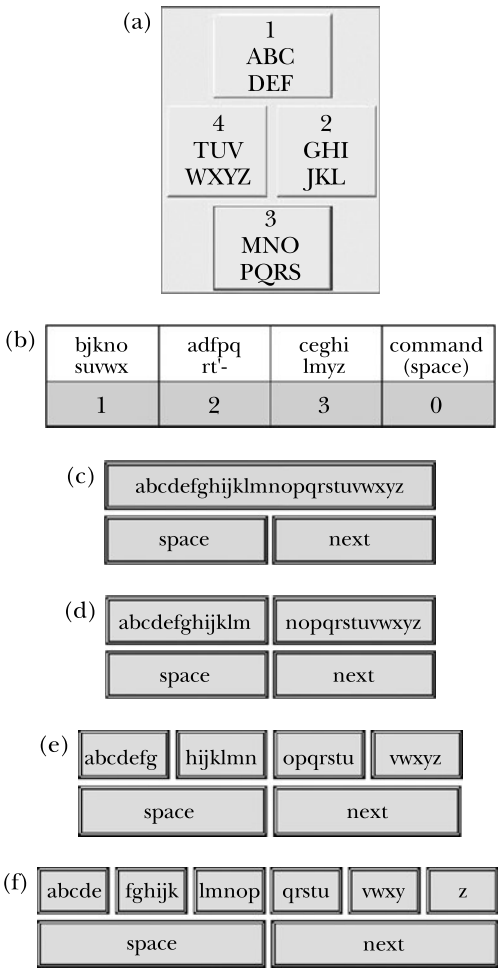 (a)
1
ABC
DEF
4
TUV
WXYZ
2
GHI
JKL
3
MNO
PQRS
(b)
bjkno
suvwx
adfpq
rt'-
ceghi
lmyz
command
(space)
1 2 3 0
(c)
abcdefghijklmnopqrstuvwxyz
space next
(d)
abcdefghijklm nopqrstuvwxyz
space next
(e)
abcdefg hijklmn opqrstu vwxyz
space next
(f)
abcde fghijk lmnop qrstu vwxy z
space next